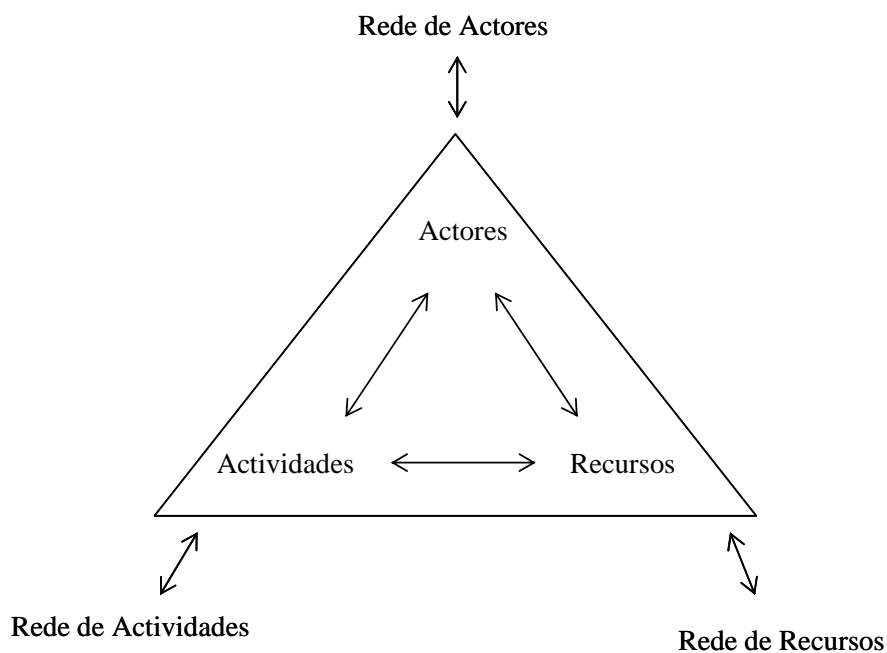 Rede de Actores
Actores
Actividades
Recursos
Rede de Actividades
Rede de Recursos